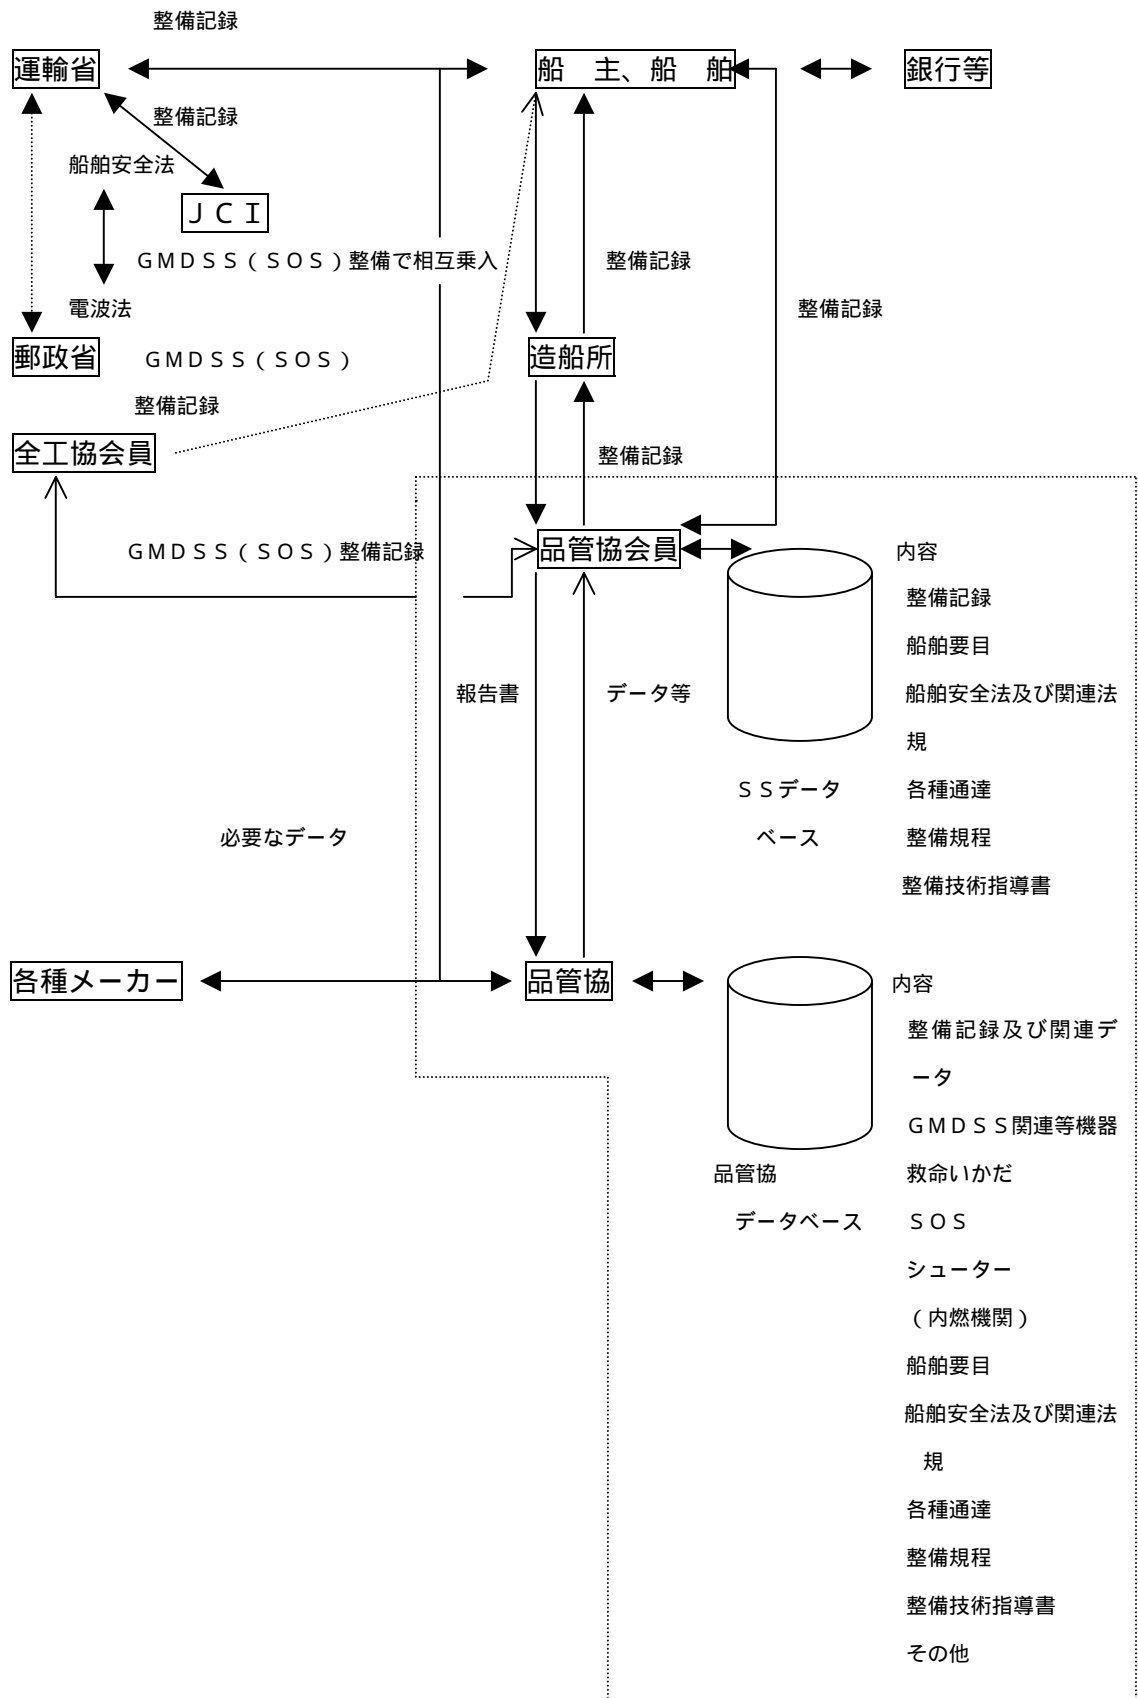 整備記録
運輸省
船　主、船　舶
銀行等
整備記録
船舶安全法
ＪＣＩ
ＧＭＤＳＳ（ＳＯＳ）整備で相互乗入
整備記録
電波法
整備記録
郵政省
ＧＭＤＳＳ（ＳＯＳ）
造船所
整備記録
全工協会員
整備記録
ＧＭＤＳＳ（ＳＯＳ）整備記録
品管協会員
内容
整備記録
船舶要目
報告書
データ等
船舶安全法及び関連法
規
ＳＳデータ
各種通達
必要なデータ
ベース
整備規程
整備技術指導書
各種メーカー
品管協
内容
整備記録及び関連デ
ータ
ＧＭＤＳＳ関連等機器
品管協
救命いかだ
データベース
ＳＯＳ
シューター
（内燃機関）
船舶要目
船舶安全法及び関連法
規
各種通達
整備規程
整備技術指導書
その他